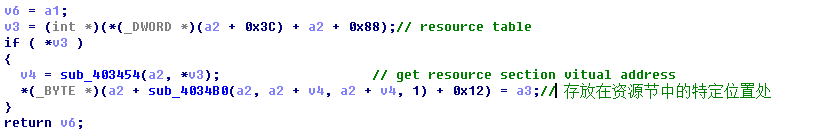 v6 = a1;
v3 = (int *)(*(_DWORD *)(a2 + 0x3C) + a2 + 0x88);// resource table
if ( *v3 )
{
  v4 = sub_403454(a2, *v3);                   // get resource section vitual address
  *(_BYTE *)(a2 + sub_4034B0(a2, a2 + v4, a2 + v4, 1) + 0x12) = a3;// 存放在资源节中的特定位置处
}
return v6;